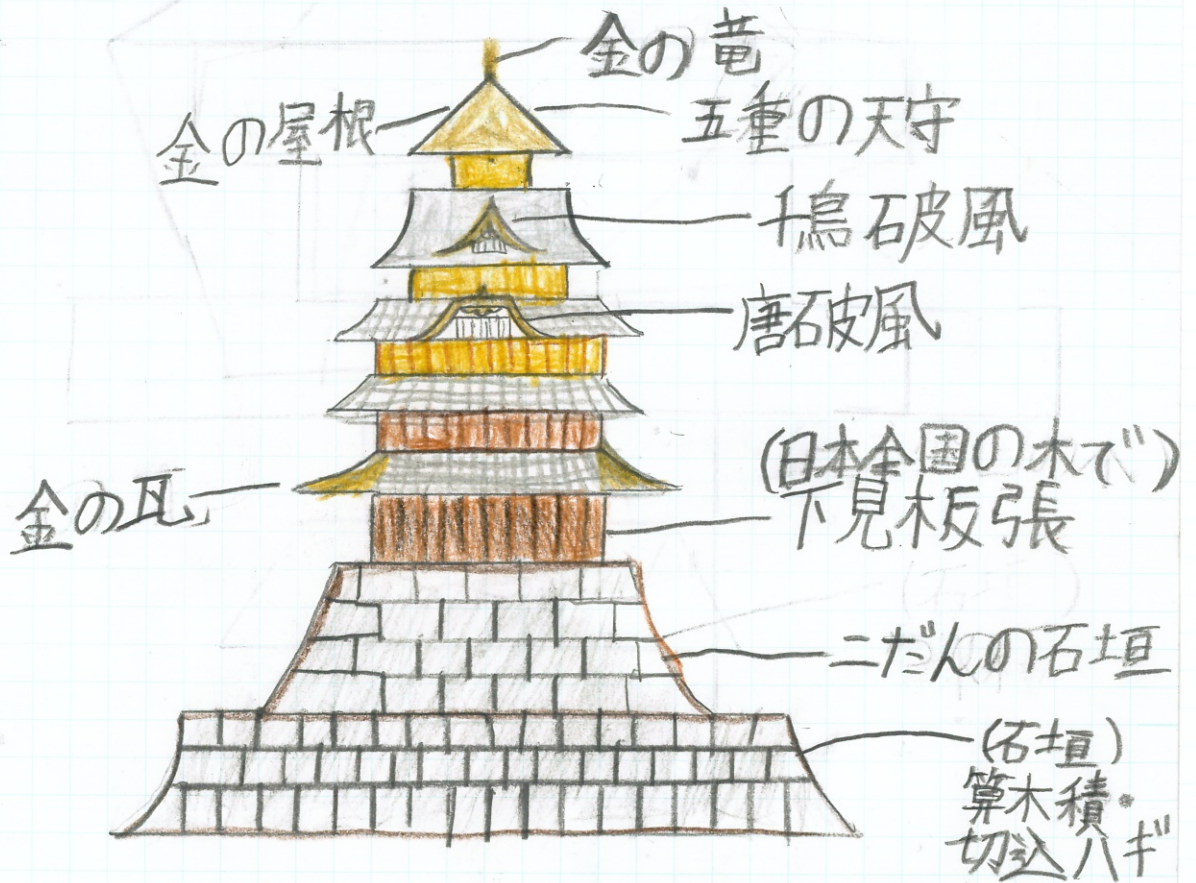 金の竜
金の屋根
五重の天守
千鳥破風
唐破風
金の瓦
(日本全国の木で)
下見板張
二だんの石垣
(石垣)
算木積・
切込ハギ